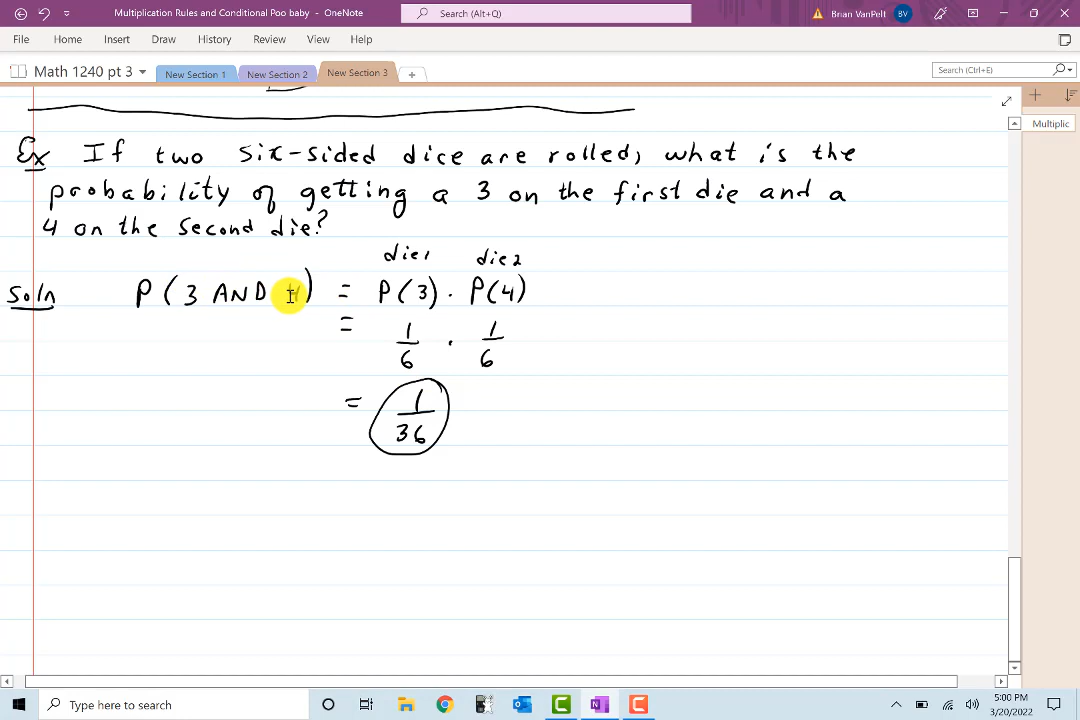 Multiplication Rules and Conditional Poo baby - OneNote
Search (Alt+Q)
Brian VanPelt
BV
File Home Insert Draw History Review View Help
Math 1240 pt 3
New Section 1
New Section 2
New Section 3
Search (Ctrl+E)
Multiplic
Ex If two six-sided dice are rolled, what is the
probability of getting a 3 on the first die and a
4 on the second die?
die1 die2
Soln P(3 AND 4) = P(3) · P(4)
= 1/6 · 1/6
= 1/36
Type here to search
5:00 PM
3/20/2022